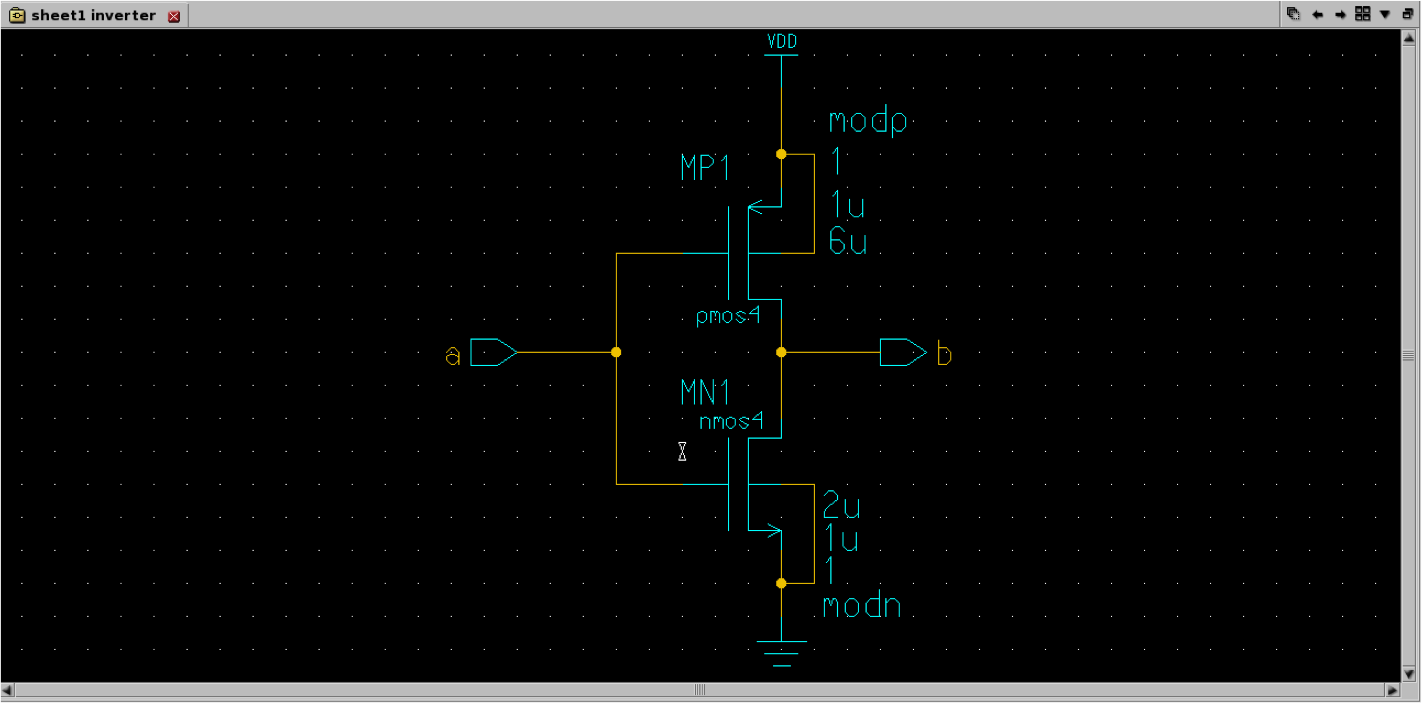 sheet1 inverter
VDD
modp
MP1
1
1u
6u
pmos4
a
b
MN1
nmos4
2u
1u
1
modn